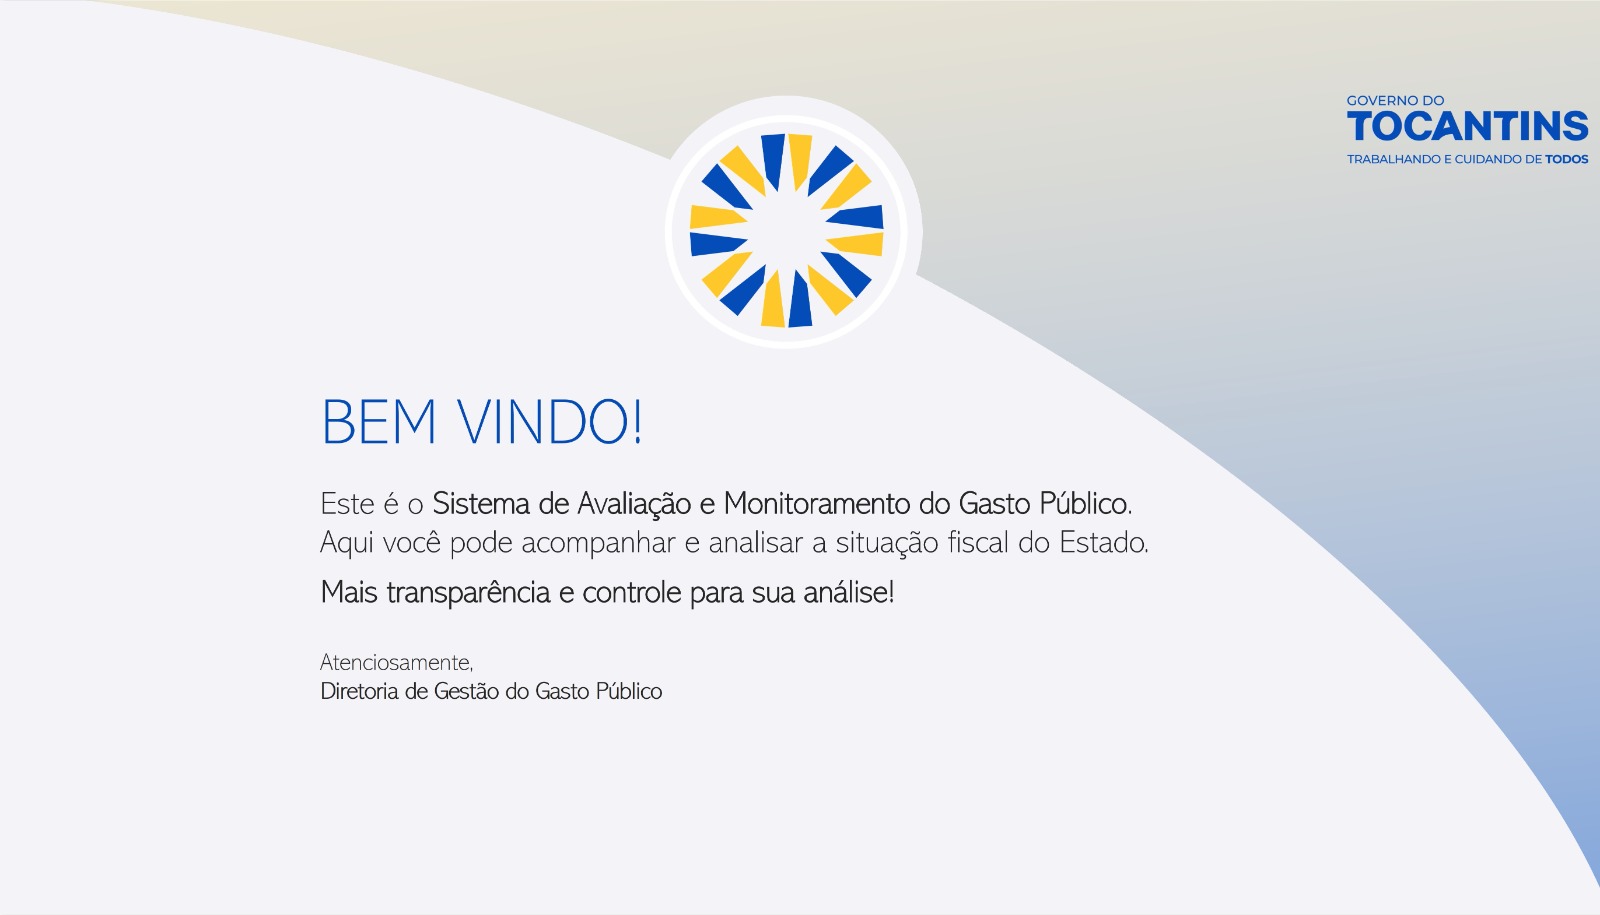 GOVERNO DO
TOCANTINS
TRABALHANDO E CUIDANDO DE TODOS
BEM VINDO!
Este é o Sistema de Avaliação e Monitoramento do Gasto Público.
Aqui você pode acompanhar e analisar a situação fiscal do Estado.
Mais transparência e controle para sua análise!
Atenciosamente,
Diretoria de Gestão do Gasto Público